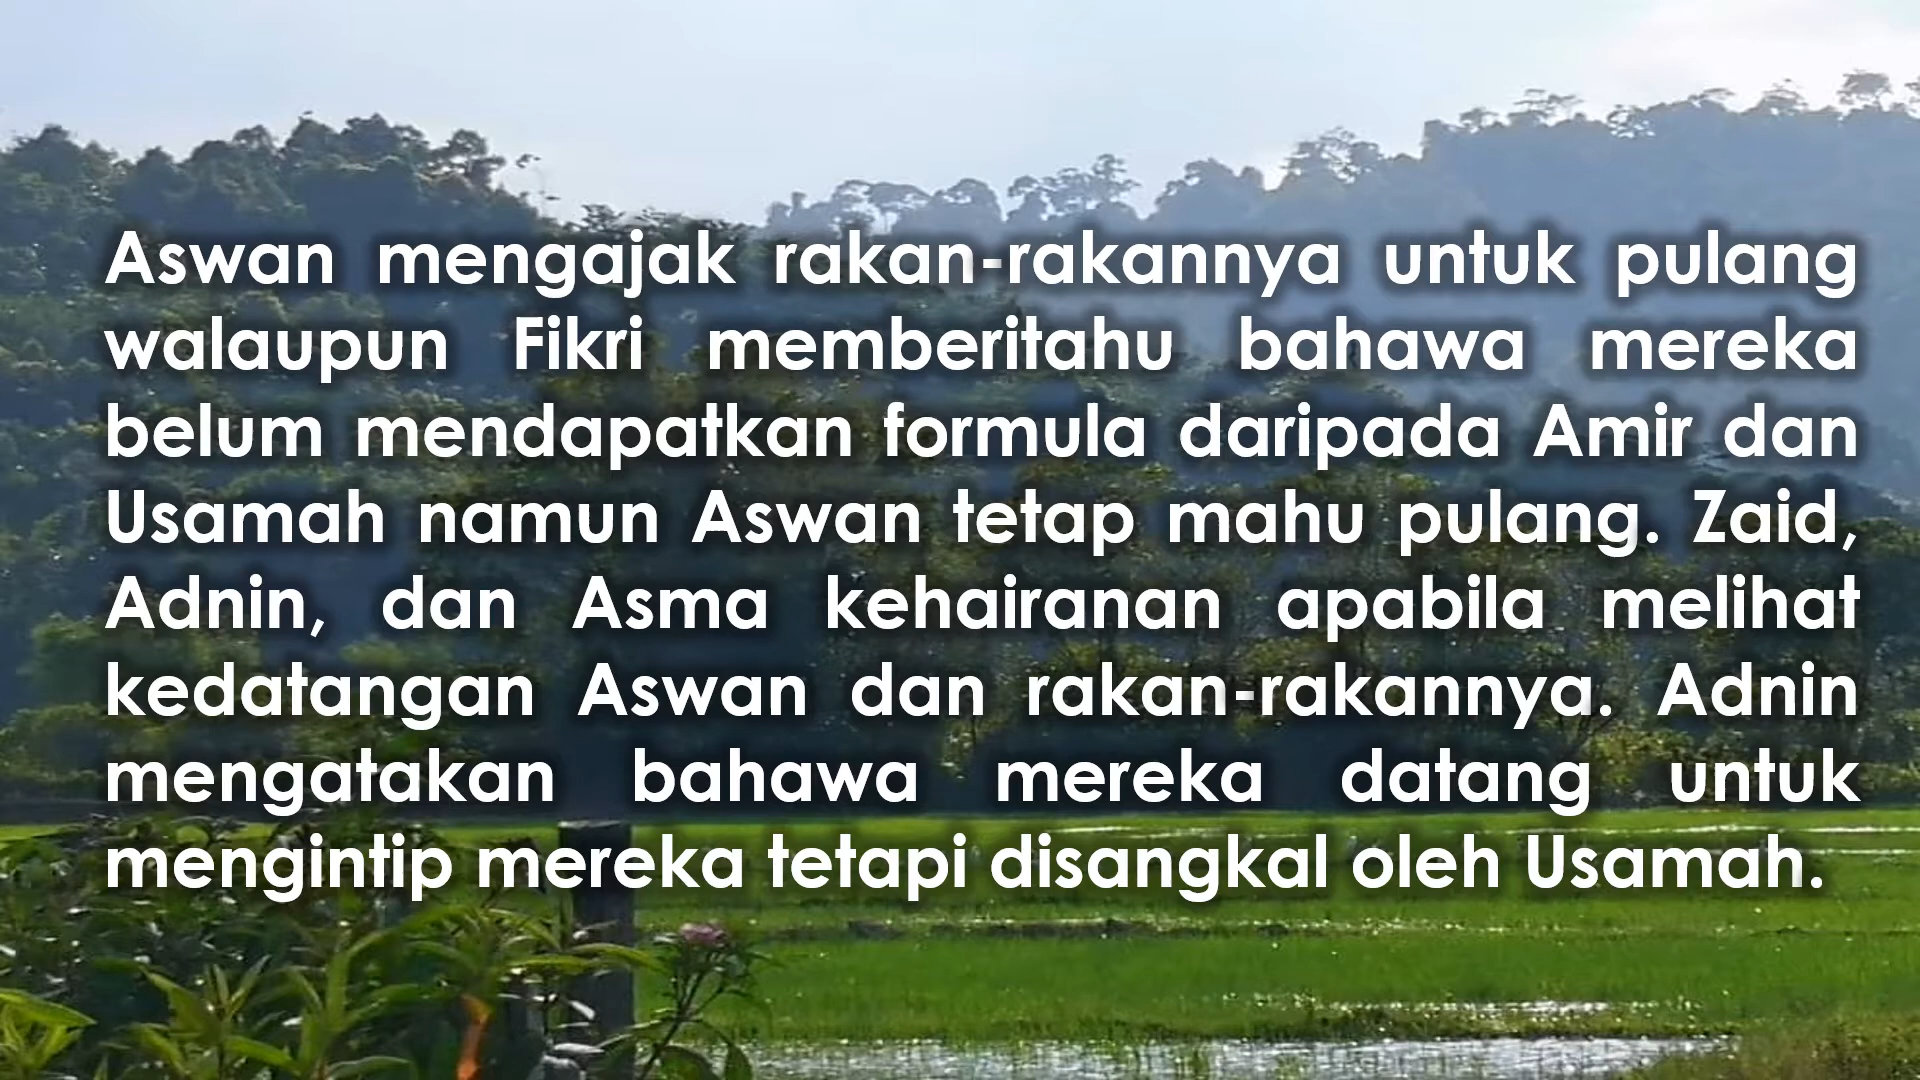 Aswan mengajak rakan-rakannya untuk pulang
walaupun Fikri memberitahu bahawa mereka
belum mendapatkan formula daripada Amir dan
Usamah namun Aswan tetap mahu pulang. Zaid,
Adnin, dan Asma kehairanan apabila melihat
kedatangan Aswan dan rakan-rakannya. Adnin
mengatakan bahawa mereka datang untuk
mengintip mereka tetapi disangkal oleh Usamah.